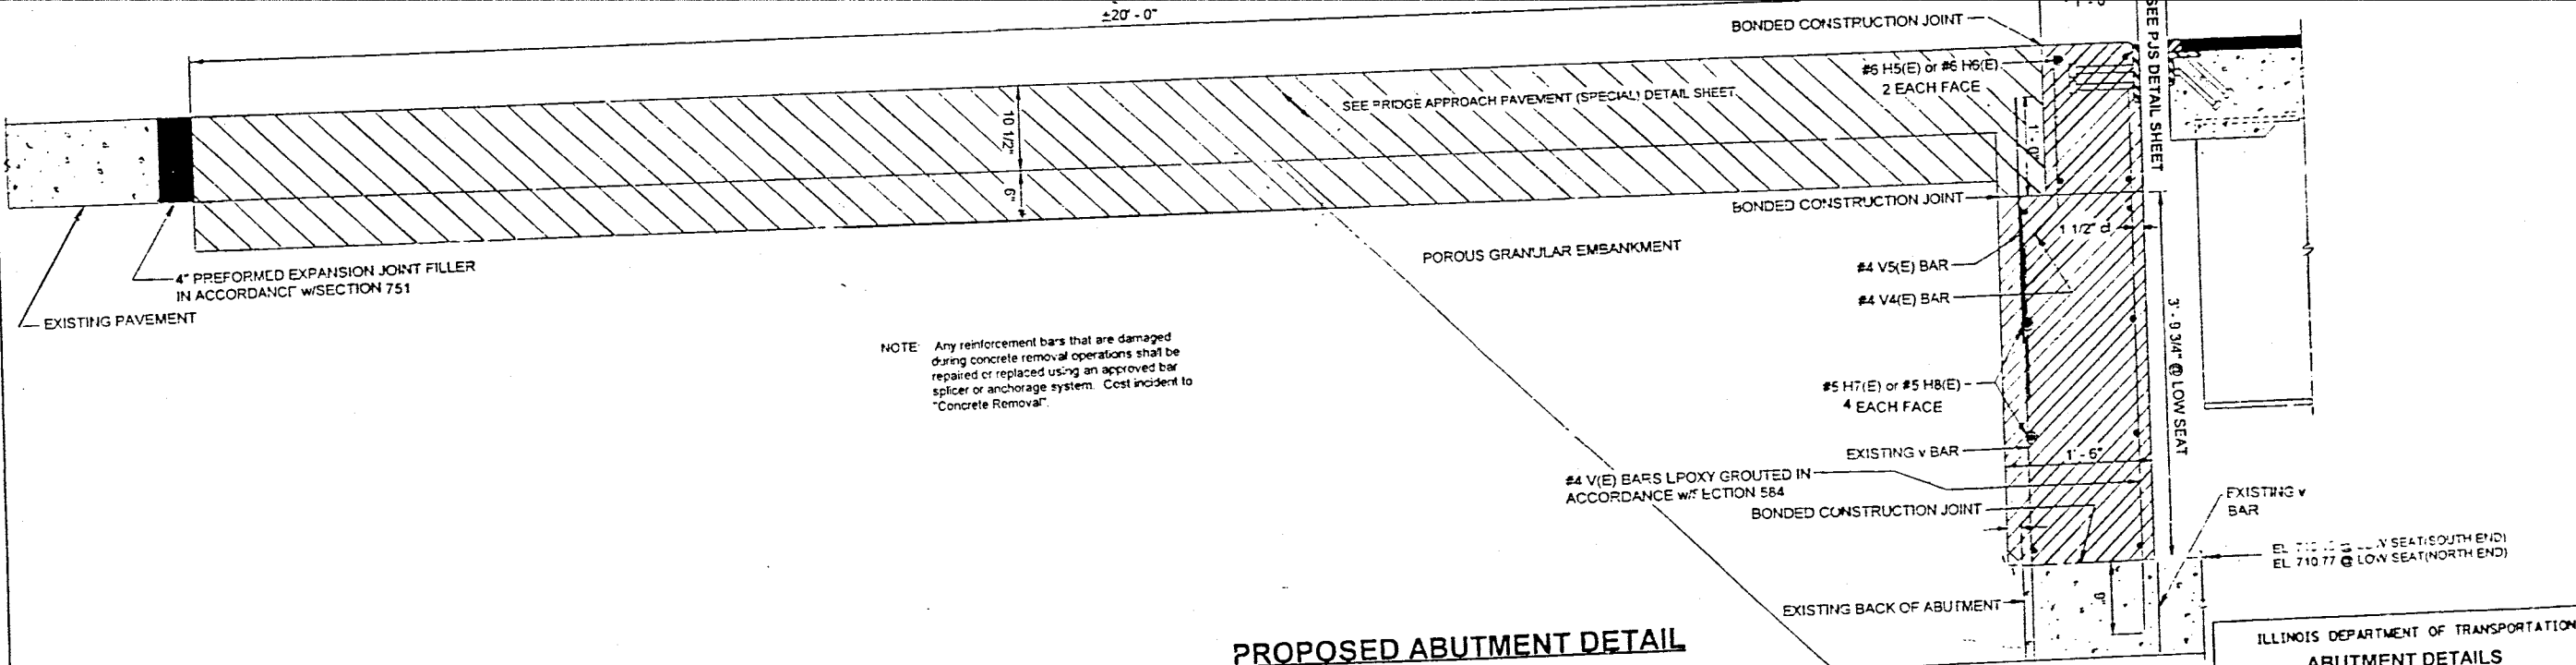 ±20' - 0"
BONDED CONSTRUCTION JOINT
SEE PJS DETAIL SHEET
#6 H5(E) or #6 H6(E)
2 EACH FACE
SEE BRIDGE APPROACH PAVEMENT (SPECIAL) DETAIL SHEET
10 1/2"
6"
1' - 0"
BONDED CONSTRUCTION JOINT
1 1/2" cl
POROUS GRANULAR EMBANKMENT
#4 V5(E) BAR
#4 V4(E) BAR
4" PREFORMED EXPANSION JOINT FILLER
IN ACCORDANCE w/SECTION 751
EXISTING PAVEMENT
NOTE: Any reinforcement bars that are damaged
during concrete removal operations shall be
repaired or replaced using an approved bar
splicer or anchorage system. Cost incident to
"Concrete Removal".
3' - 9 3/4" @ LOW SEAT
#5 H7(E) or #5 H8(E)
4 EACH FACE
EXISTING v BAR
1' - 6"
#4 V(E) BARS EPOXY GROUTED IN
ACCORDANCE w/SECTION 584
BONDED CONSTRUCTION JOINT
EXISTING v
BAR
EL SEAT(SOUTH END)
EL 710.77 @ LOW SEAT(NORTH END)
9"
EXISTING BACK OF ABUTMENT
PROPOSED ABUTMENT DETAIL
ILLINOIS DEPARTMENT OF TRANSPORTATION
ABUTMENT DETAILS